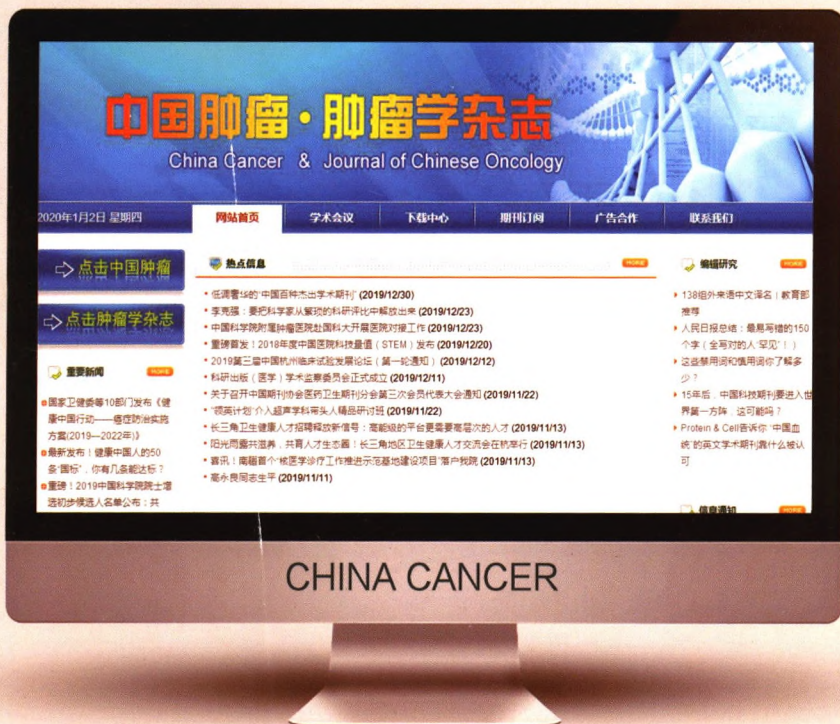 中国肿瘤·肿瘤学杂志
China Cancer & Journal of Chinese Oncology
2020年1月2日 星期四
网站首页
学术会议
下载中心
期刊订阅
广告合作
联系我们
点击中国肿瘤
点击肿瘤学杂志
重要新闻
MORE
国家卫健委等10部门发布《健
康中国行动——癌症防治实施
方案(2019—2022年)》
最新发布！健康中国人的50
条“国标”，你有几条能达标？
重磅！2019中国科学院院士增
选初步候选人名单公布：共
热点信息
MORE
低调奢华的“中国百种杰出学术期刊” (2019/12/30)
李克强：要把科学家从繁琐的科研评比中解放出来 (2019/12/23)
中国科学院附属肿瘤医院赴国科大开展医院对接工作 (2019/12/23)
重磅首发！2018年度中国医院科技量值（STEM）发布 (2019/12/20)
2019第三届中国杭州临床试验发展论坛（第一轮通知） (2019/12/12)
科研出版（医学）学术监察委员会正式成立 (2019/12/11)
关于召开中国期刊协会医药卫生期刊分会第三次会员代表大会通知 (2019/11/22)
“领英计划”介入超声学科带头人精品研讨班 (2019/11/22)
长三角卫生健康人才招聘释放新信号：高能级的平台更需要高层次的人才 (2019/11/13)
阳光雨露共滋养，共育人才生态圈！长三角地区卫生健康人才交流会在杭举行 (2019/11/13)
喜讯！南疆首个“核医学诊疗工作推进示范基地建设项目”落户我院 (2019/11/13)
高永良同志生平 (2019/11/11)
编辑研究
MORE
138组外来语中文译名｜教育部
推荐
人民日报总结：最易写错的150
个字（全写对的人“罕见”！）
这些禁用词和慎用词你了解多
少？
15年后，中国科技期刊要进入世
界第一方阵，这可能吗？
Protein & Cell告诉你“中国血
统”的英文学术期刊靠什么被认
可
信息通知
MORE
CHINA CANCER